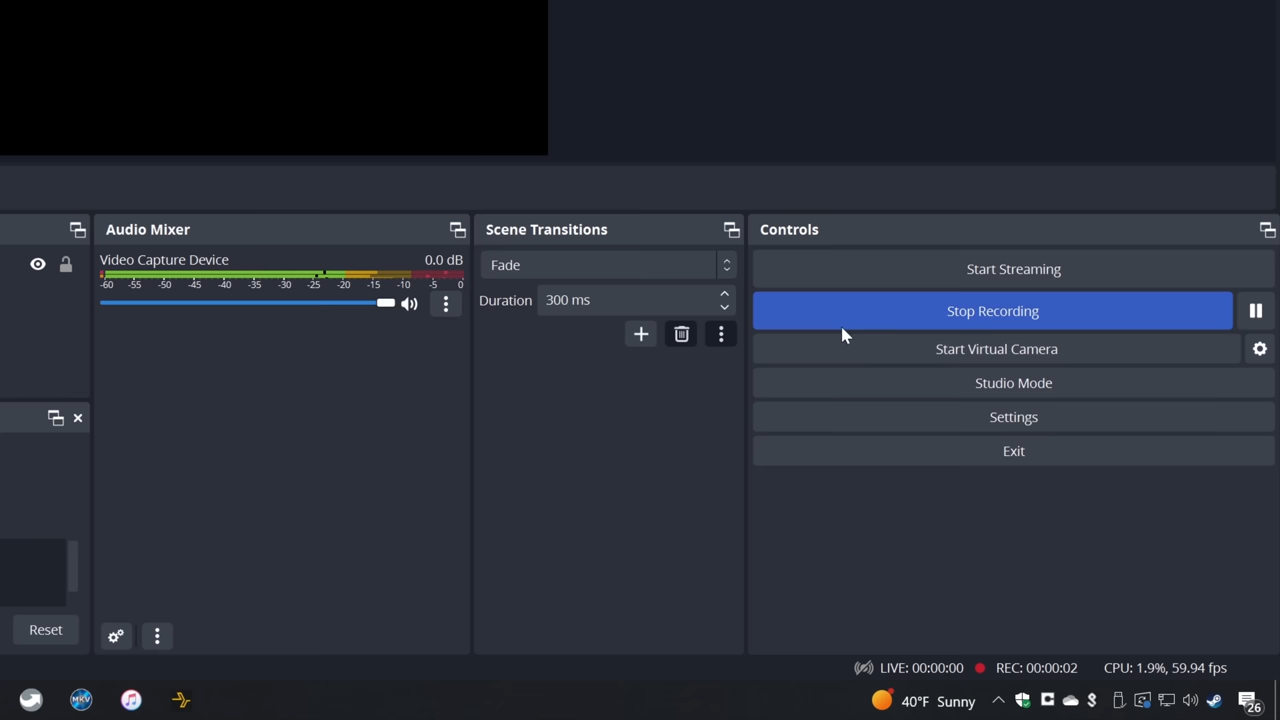 Audio Mixer
Video Capture Device 0.0 dB
-60 -55 -50 -45 -40 -35 -30 -25 -20 -15 -10 -5 0
Reset
Scene Transitions
Fade
Duration 300 ms
Controls
Start Streaming
Stop Recording
Start Virtual Camera
Studio Mode
Settings
Exit
LIVE: 00:00:00 REC: 00:00:02 CPU: 1.9%, 59.94 fps
MKV 40°F Sunny 26